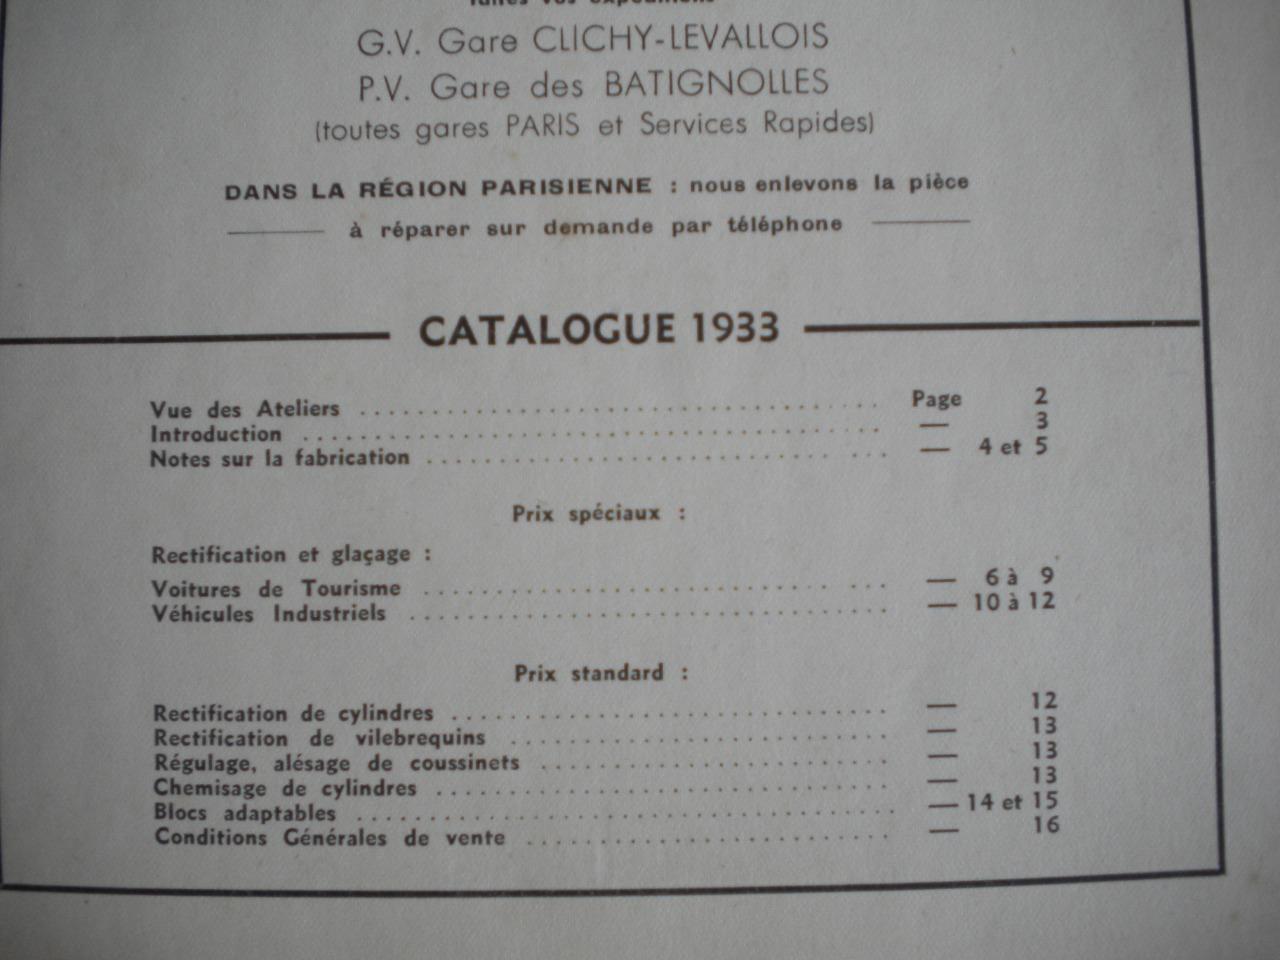 faites vos expéditions
G.V. Gare CLICHY-LEVALLOIS
P.V. Gare des BATIGNOLLES
(toutes gares PARIS et Services Rapides)
DANS LA RÉGION PARISIENNE : nous enlevons la pièce
à réparer sur demande par téléphone
CATALOGUE 1933
Vue des Ateliers .......... Page 2
Introduction .......... — 3
Notes sur la fabrication .......... — 4 et 5
Prix spéciaux :
Rectification et glaçage :
Voitures de Tourisme .......... — 6 à 9
Véhicules Industriels .......... — 10 à 12
Prix standard :
Rectification de cylindres .......... — 12
Rectification de vilebrequins .......... — 13
Régulage, alésage de coussinets .......... — 13
Chemisage de cylindres .......... — 13
Blocs adaptables .......... — 14 et 15
Conditions Générales de vente .......... — 16